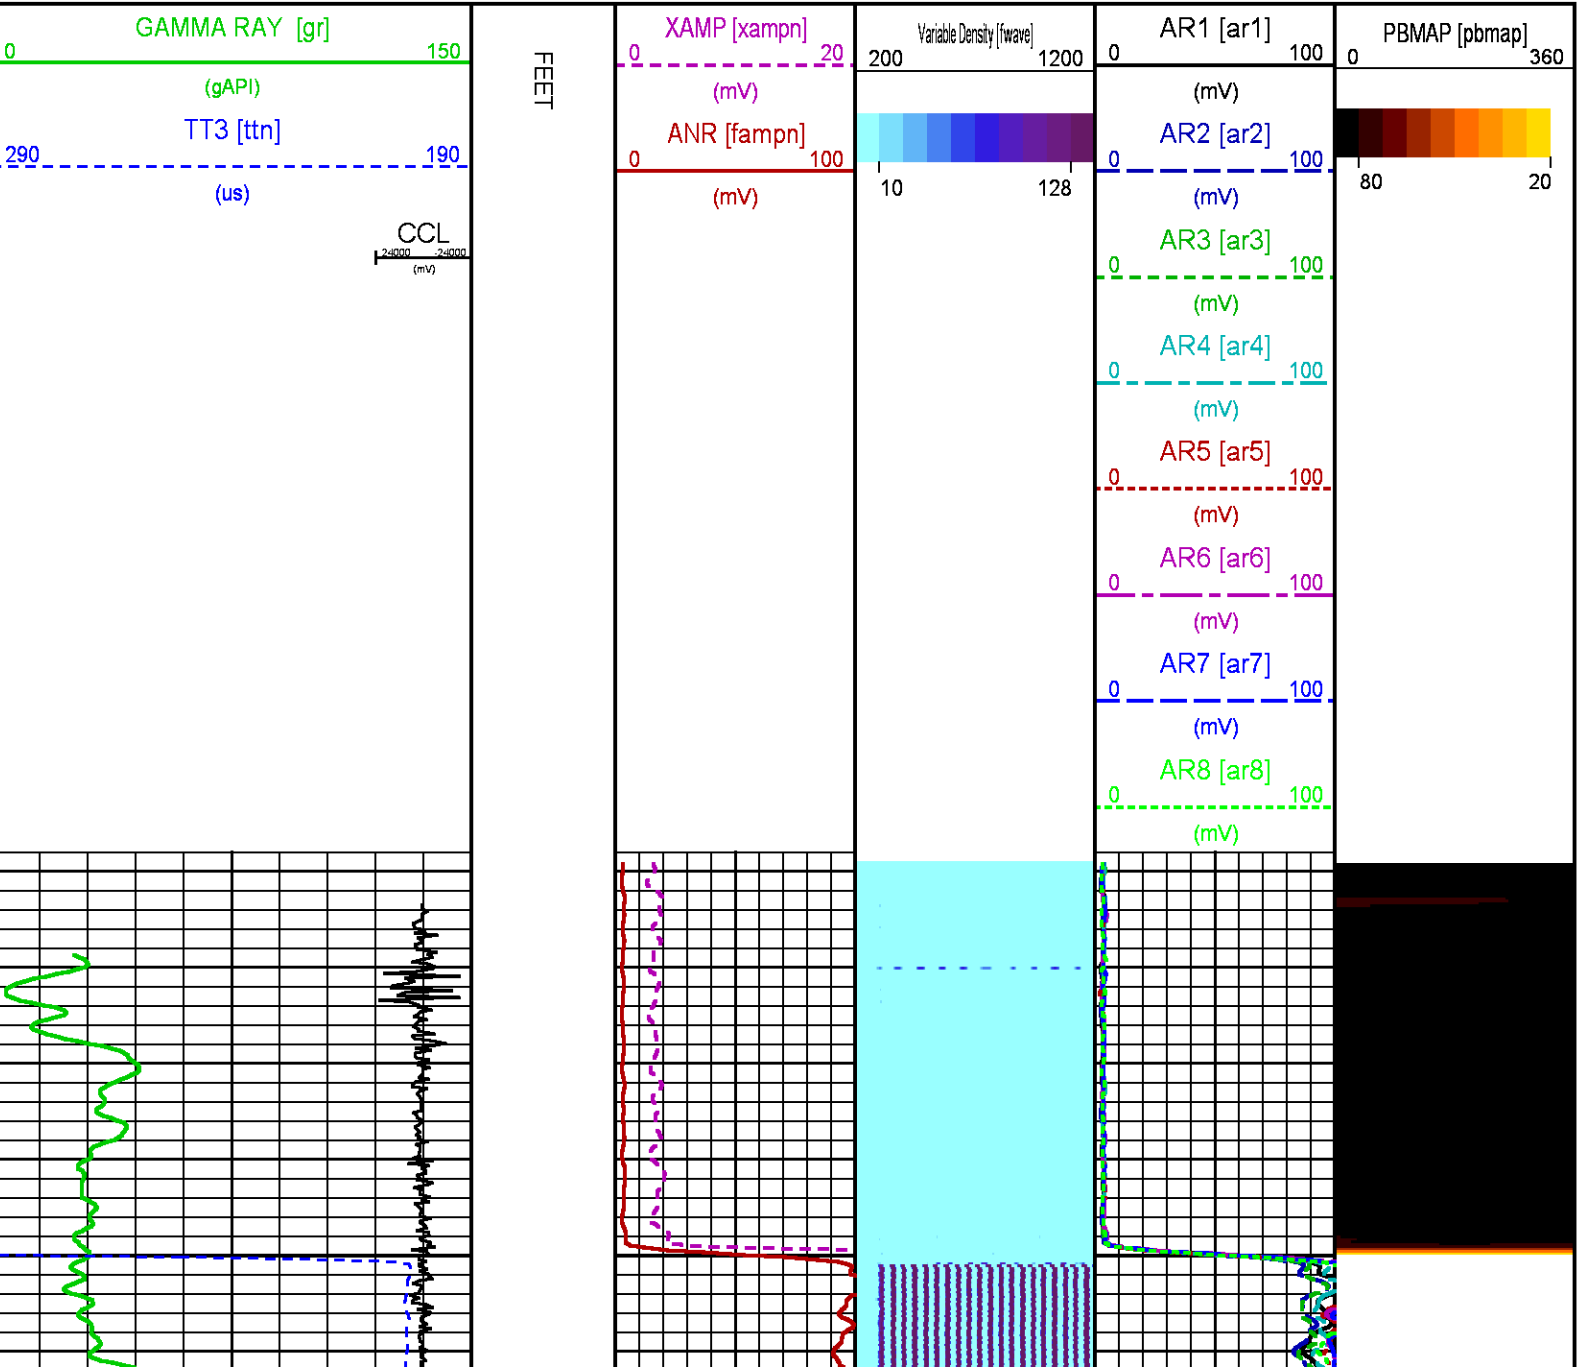 GAMMA RAY [gr]
0 150
(gAPI)
TT3 [ttn]
290 190
(us)
CCL
24000 -24000
(mV)
FEET
XAMP [xampn]
0 20
(mV)
ANR [fampn]
0 100
(mV)
Variable Density [fwave]
200 1200
10 128
AR1 [ar1]
0 100
(mV)
AR2 [ar2]
0 100
(mV)
AR3 [ar3]
0 100
(mV)
AR4 [ar4]
0 100
(mV)
AR5 [ar5]
0 100
(mV)
AR6 [ar6]
0 100
(mV)
AR7 [ar7]
0 100
(mV)
AR8 [ar8]
0 100
(mV)
PBMAP [pbmap]
0 360
80 20